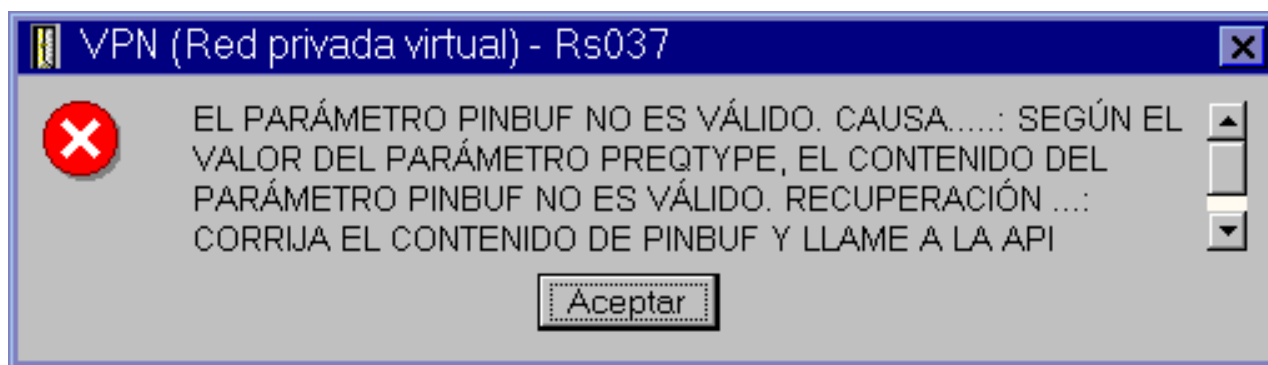 VPN (Red privada virtual) - Rs037
EL PARÁMETRO PINBUF NO ES VÁLIDO. CAUSA.....: SEGÚN EL
VALOR DEL PARÁMETRO PREQTYPE, EL CONTENIDO DEL
PARÁMETRO PINBUF NO ES VÁLIDO. RECUPERACIÓN ...:
CORRIJA EL CONTENIDO DE PINBUF Y LLAME A LA API
Aceptar